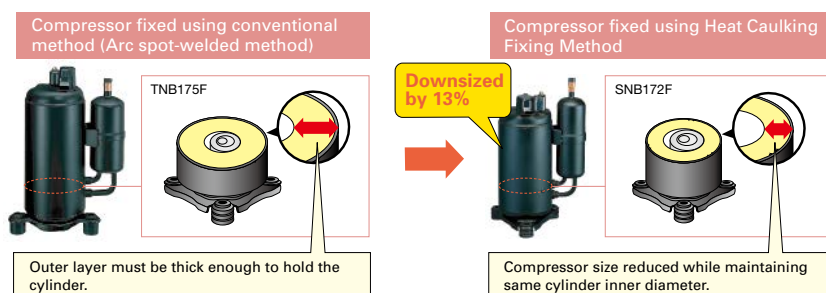 Compressor fixed using conventional
method (Arc spot-welded method)
TNB175F
Outer layer must be thick enough to hold the
cylinder.
Downsized
by 13%
Compressor fixed using Heat Caulking
Fixing Method
SNB172F
Compressor size reduced while maintaining
same cylinder inner diameter.